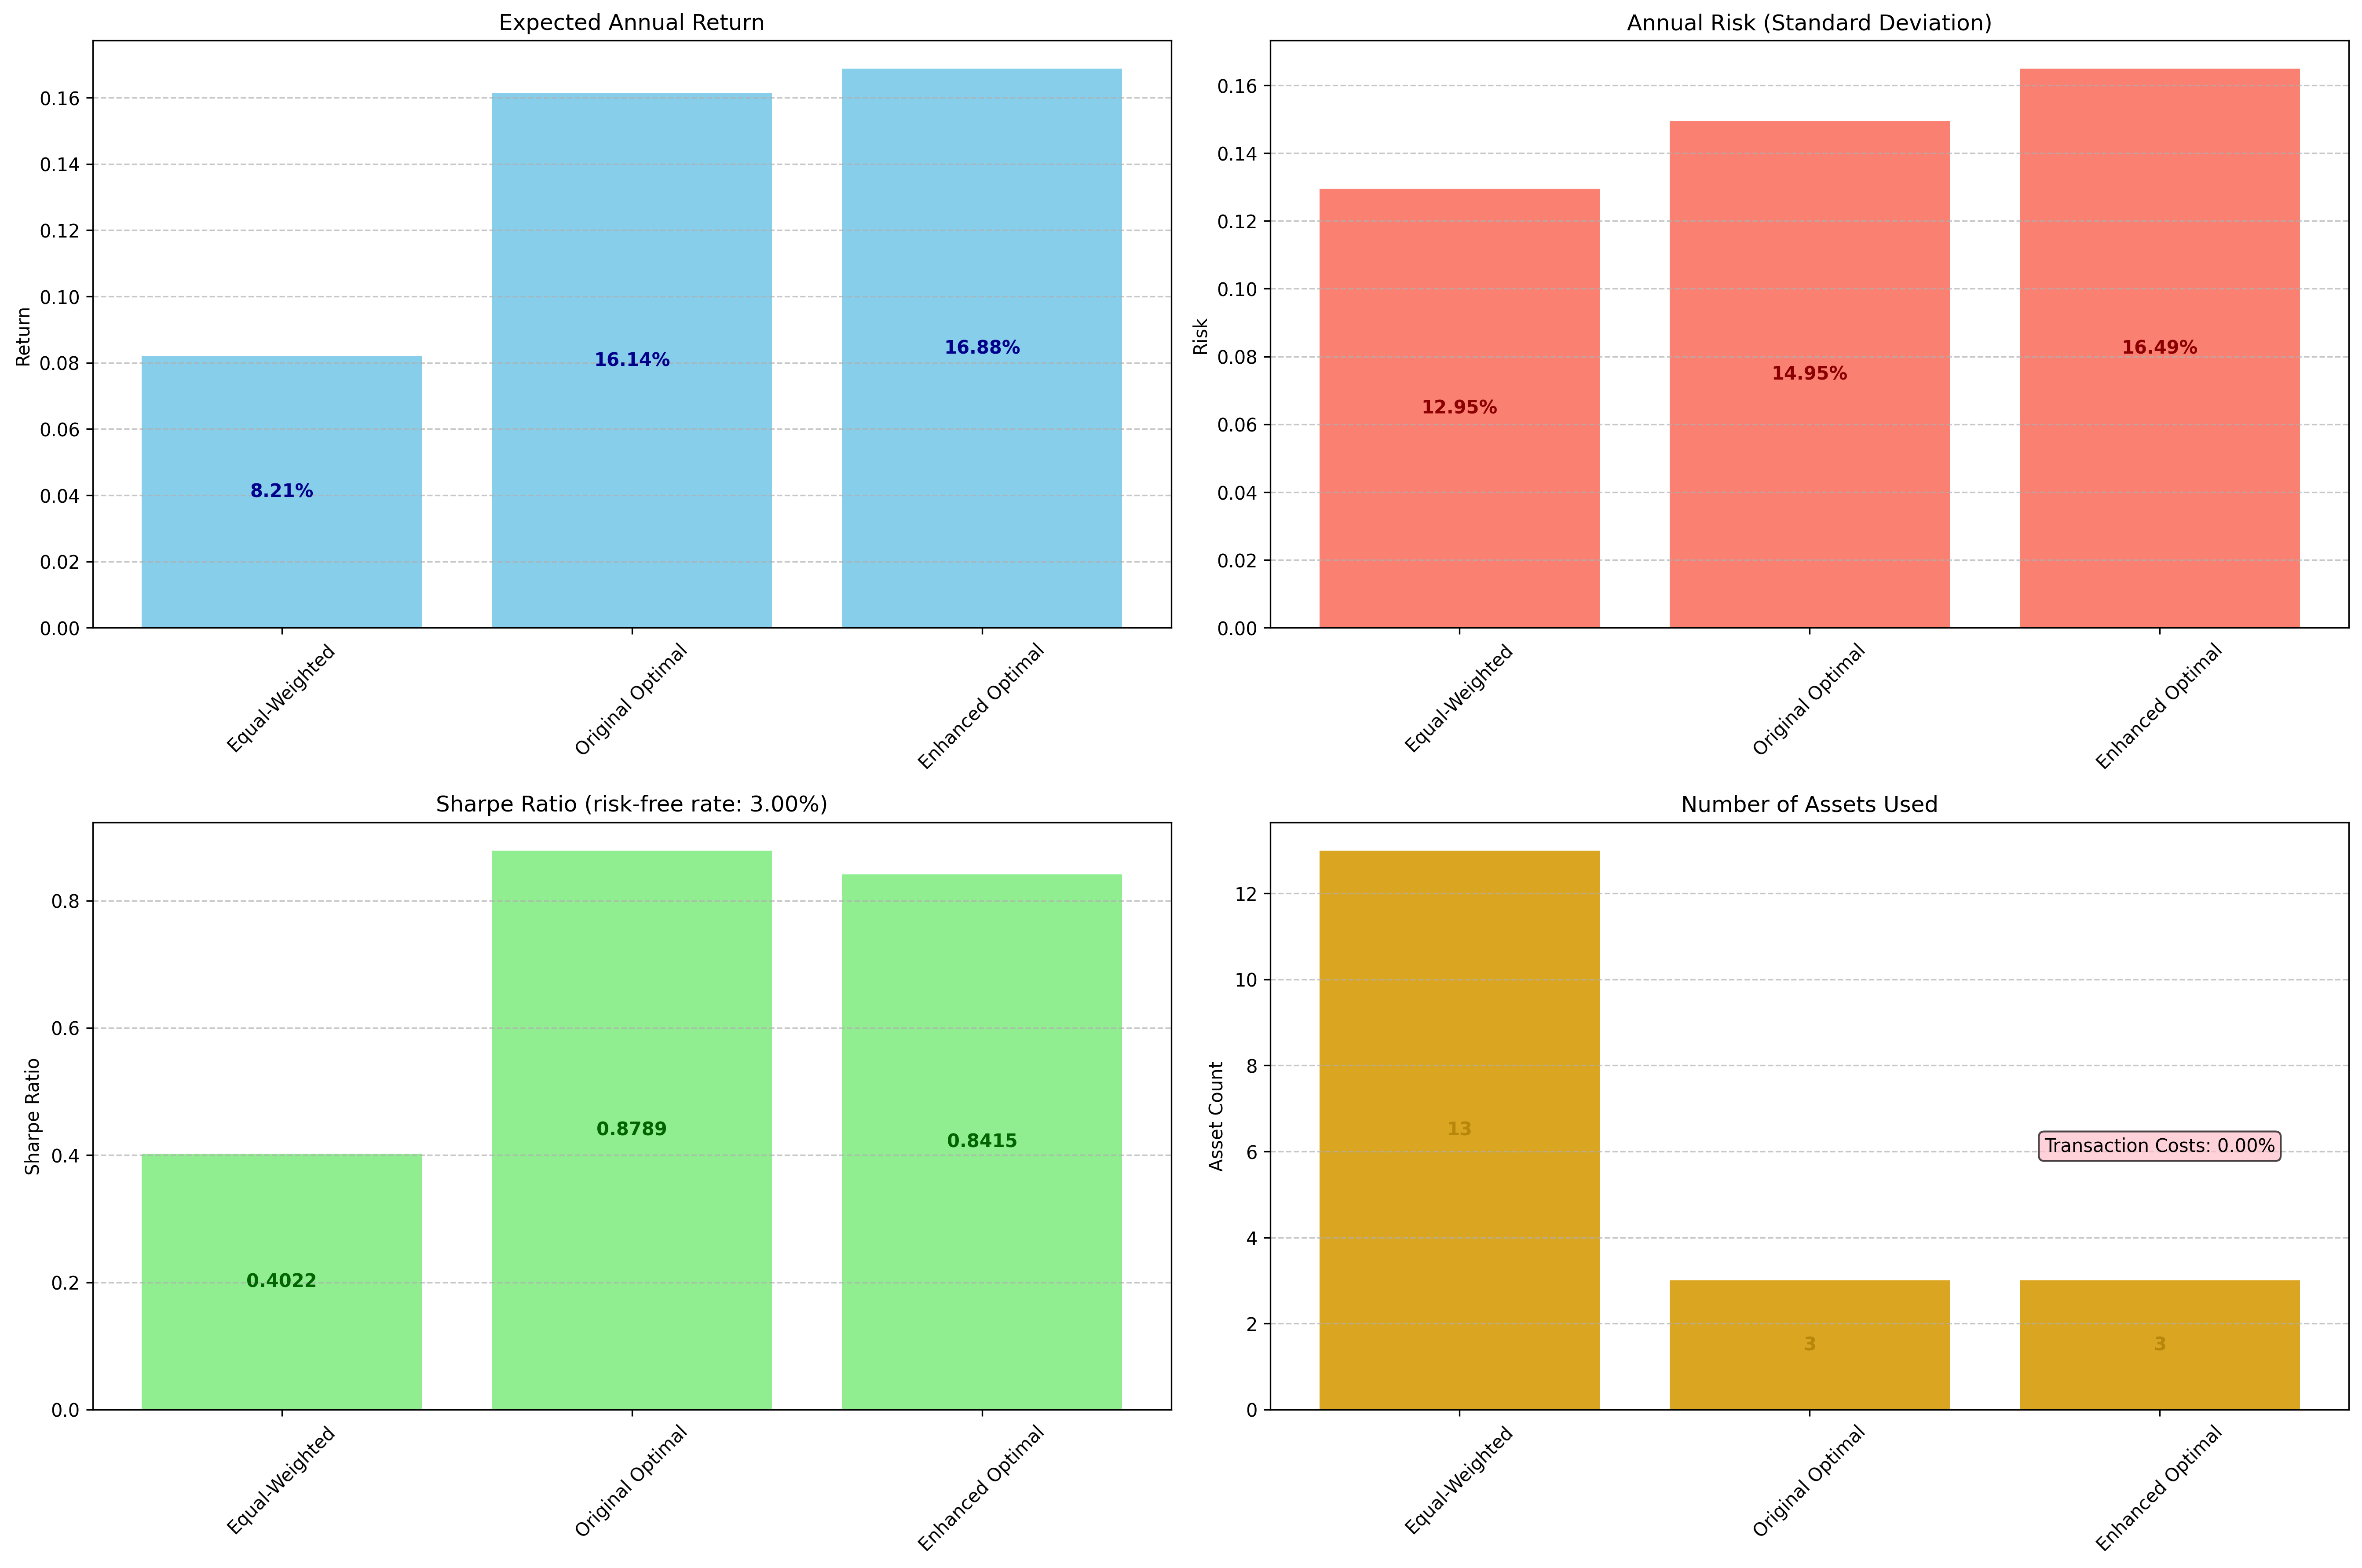 Expected Annual Return
Return
0.16
0.14
0.12
0.10
0.08
0.06
0.04
0.02
0.00
8.21%
16.14%
16.88%
Equal-Weighted
Original Optimal
Enhanced Optimal
Annual Risk (Standard Deviation)
Risk
0.16
0.14
0.12
0.10
0.08
0.06
0.04
0.02
0.00
12.95%
14.95%
16.49%
Equal-Weighted
Original Optimal
Enhanced Optimal
Sharpe Ratio (risk-free rate: 3.00%)
Sharpe Ratio
0.8
0.6
0.4
0.2
0.0
0.4022
0.8789
0.8415
Equal-Weighted
Original Optimal
Enhanced Optimal
Number of Assets Used
Asset Count
12
10
8
6
4
2
0
13
3
3
Transaction Costs: 0.00%
Equal-Weighted
Original Optimal
Enhanced Optimal